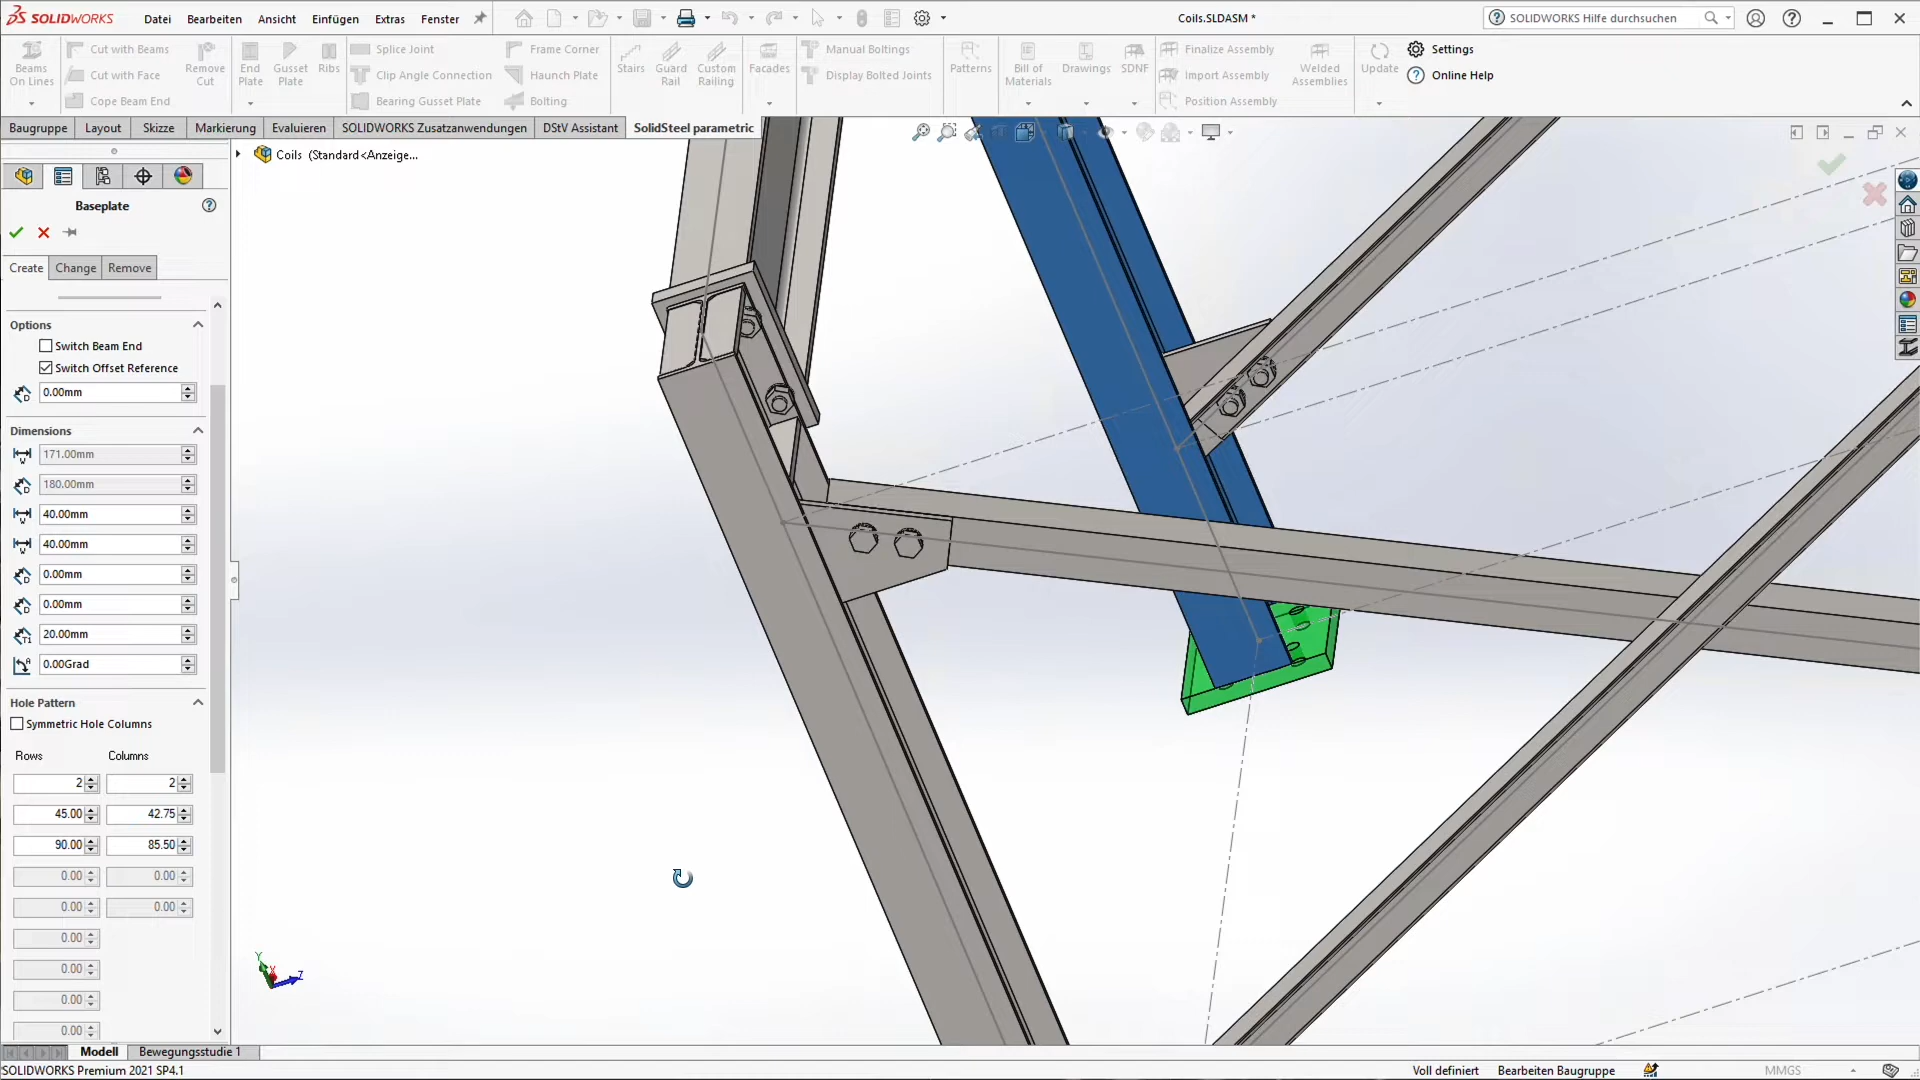 SOLIDWORKS Datei Bearbeiten Ansicht Einfügen Extras Fenster Coils.SLDASM * SOLIDWORKS Hilfe durchsuchen
Beams On Lines
Cut with Beams
Cut with Face
Cope Beam End
Remove Cut
End Plate
Gusset Plate
Ribs
Splice Joint
Clip Angle Connection
Bearing Gusset Plate
Frame Corner
Haunch Plate
Bolting
Stairs
Guard Rail
Custom Railing
Facades
Manual Boltings
Display Bolted Joints
Patterns
Bill of Materials
Drawings
SDNF
Finalize Assembly
Import Assembly
Position Assembly
Welded Assemblies
Update
Settings
Online Help
Baugruppe Layout Skizze Markierung Evaluieren SOLIDWORKS Zusatzanwendungen DStV Assistant SolidSteel parametric
Coils (Standard<Anzeige...
Baseplate
Create Change Remove
Options
Switch Beam End
Switch Offset Reference
0.00mm
Dimensions
171.00mm
180.00mm
40.00mm
40.00mm
0.00mm
0.00mm
20.00mm
0.00Grad
Hole Pattern
Symmetric Hole Columns
Rows Columns
2 2
45.00 42.75
90.00 85.50
0.00 0.00
0.00 0.00
0.00
0.00
0.00
0.00
Y X Z
Modell Bewegungsstudie 1
SOLIDWORKS Premium 2021 SP4.1 Voll definiert Bearbeiten Baugruppe MMGS